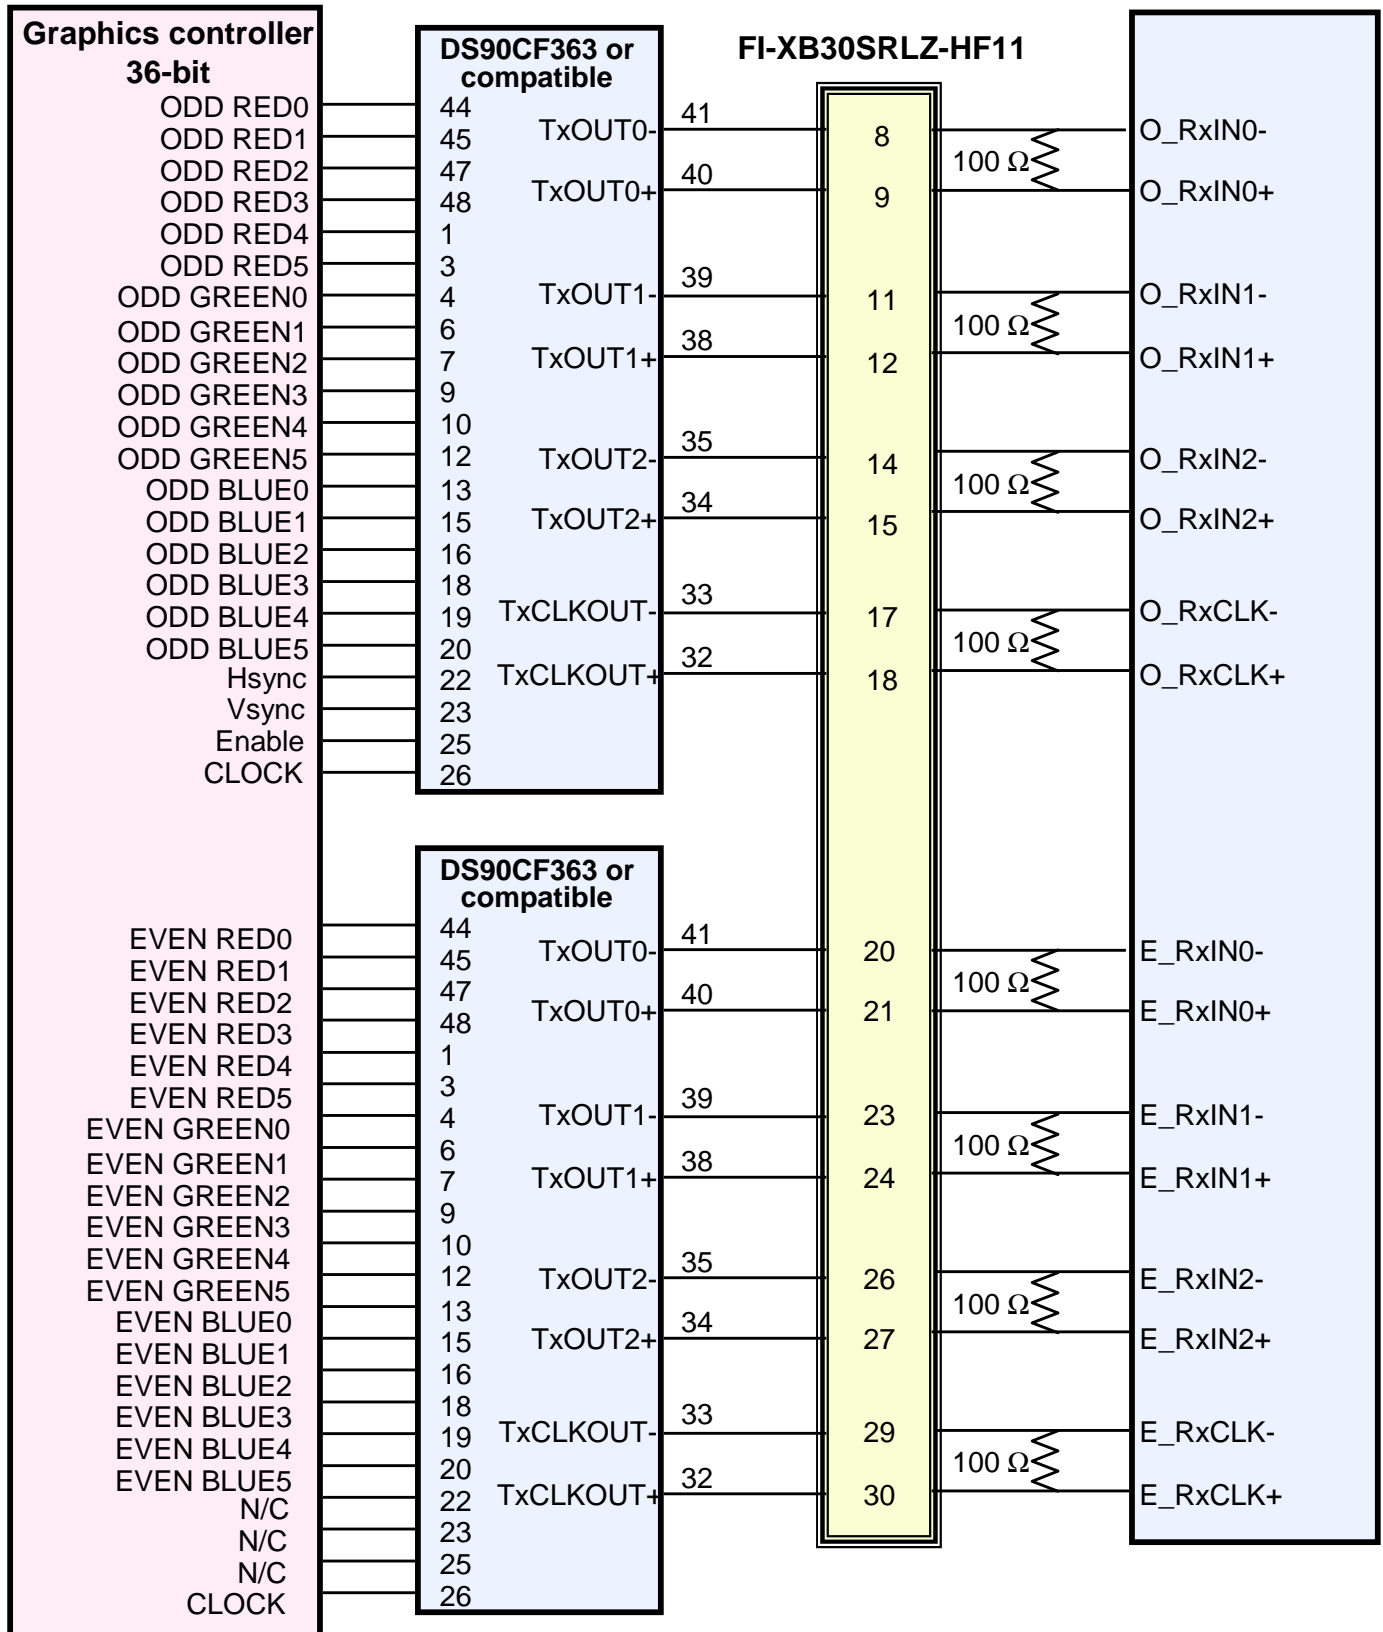 Graphics controller
36-bit
ODD RED0
ODD RED1
ODD RED2
ODD RED3
ODD RED4
ODD RED5
ODD GREEN0
ODD GREEN1
ODD GREEN2
ODD GREEN3
ODD GREEN4
ODD GREEN5
ODD BLUE0
ODD BLUE1
ODD BLUE2
ODD BLUE3
ODD BLUE4
ODD BLUE5
Hsync
Vsync
Enable
CLOCK
EVEN RED0
EVEN RED1
EVEN RED2
EVEN RED3
EVEN RED4
EVEN RED5
EVEN GREEN0
EVEN GREEN1
EVEN GREEN2
EVEN GREEN3
EVEN GREEN4
EVEN GREEN5
EVEN BLUE0
EVEN BLUE1
EVEN BLUE2
EVEN BLUE3
EVEN BLUE4
EVEN BLUE5
N/C
N/C
N/C
CLOCK
DS90CF363 or
compatible
44
45
47
48
1
3
4
6
7
9
10
12
13
15
16
18
19
20
22
23
25
26
TxOUT0-
TxOUT0+
TxOUT1-
TxOUT1+
TxOUT2-
TxOUT2+
TxCLKOUT-
TxCLKOUT+
41
40
39
38
35
34
33
32
DS90CF363 or
compatible
44
45
47
48
1
3
4
6
7
9
10
12
13
15
16
18
19
20
22
23
25
26
TxOUT0-
TxOUT0+
TxOUT1-
TxOUT1+
TxOUT2-
TxOUT2+
TxCLKOUT-
TxCLKOUT+
41
40
39
38
35
34
33
32
FI-XB30SRLZ-HF11
8
9
11
12
14
15
17
18
20
21
23
24
26
27
29
30
100 Ω
100 Ω
100 Ω
100 Ω
100 Ω
100 Ω
100 Ω
100 Ω
O_RxIN0-
O_RxIN0+
O_RxIN1-
O_RxIN1+
O_RxIN2-
O_RxIN2+
O_RxCLK-
O_RxCLK+
E_RxIN0-
E_RxIN0+
E_RxIN1-
E_RxIN1+
E_RxIN2-
E_RxIN2+
E_RxCLK-
E_RxCLK+